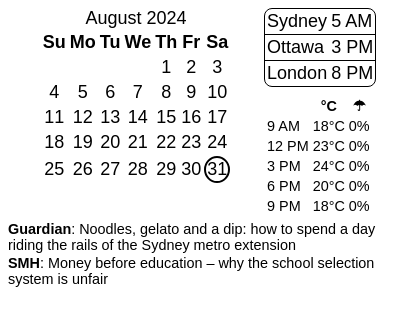 August 2024
Su Mo Tu We Th Fr Sa
1 2 3
4 5 6 7 8 9 10
11 12 13 14 15 16 17
18 19 20 21 22 23 24
25 26 27 28 29 30 31
Sydney 5 AM
Ottawa 3 PM
London 8 PM
°C ☂
9 AM 18°C 0%
12 PM 23°C 0%
3 PM 24°C 0%
6 PM 20°C 0%
9 PM 18°C 0%
Guardian: Noodles, gelato and a dip: how to spend a day
riding the rails of the Sydney metro extension
SMH: Money before education – why the school selection
system is unfair